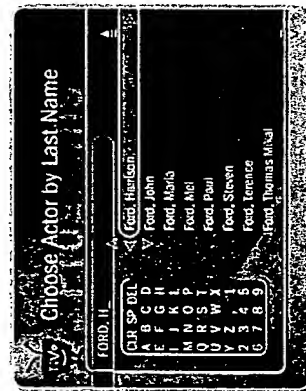 TiVo
Choose Actor by Last Name
FORD, H_
CLR SP DEL
A B C D
E F G H
I J K L
M N O P
Q R S T
U V W X
Y Z 1
2 3 4 5
6 7 8 9
Ford, Harrison
Ford, John
Ford, Maria
Ford, Mel
Ford, Paul
Ford, Steven
Ford, Terence
Ford, Thomas Mikal